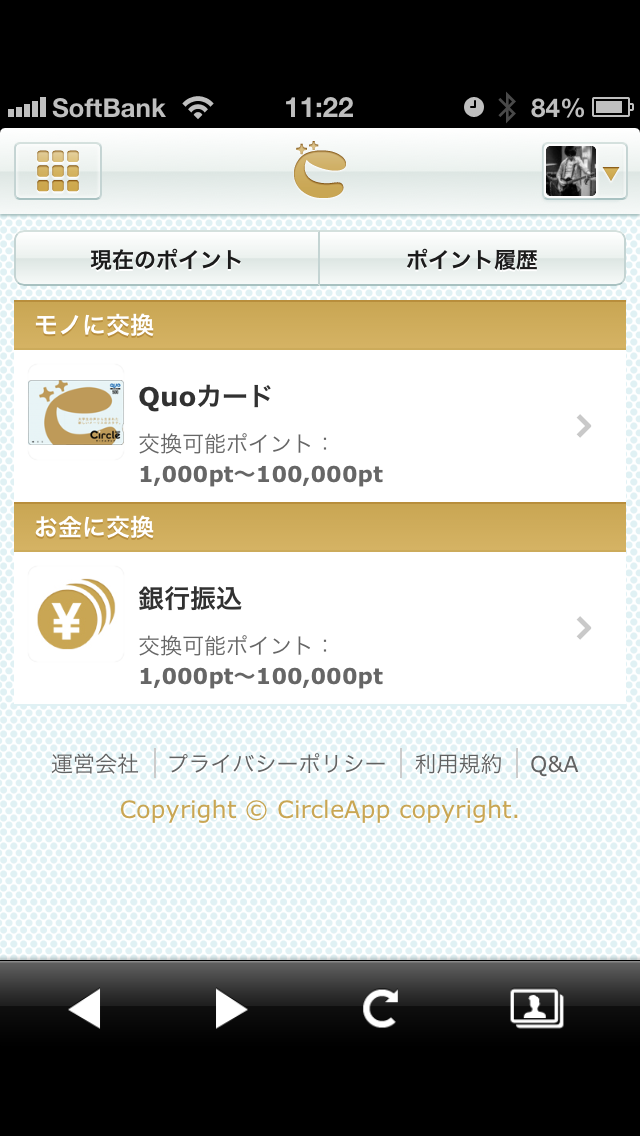 SoftBank 11:22 84%
現在のポイント ポイント履歴
モノに交換
Quoカード
交換可能ポイント：
1,000pt〜100,000pt
quo
Circle
お金に交換
¥
銀行振込
交換可能ポイント：
1,000pt〜100,000pt
運営会社 プライバシーポリシー 利用規約 Q&A
Copyright © CircleApp copyright.